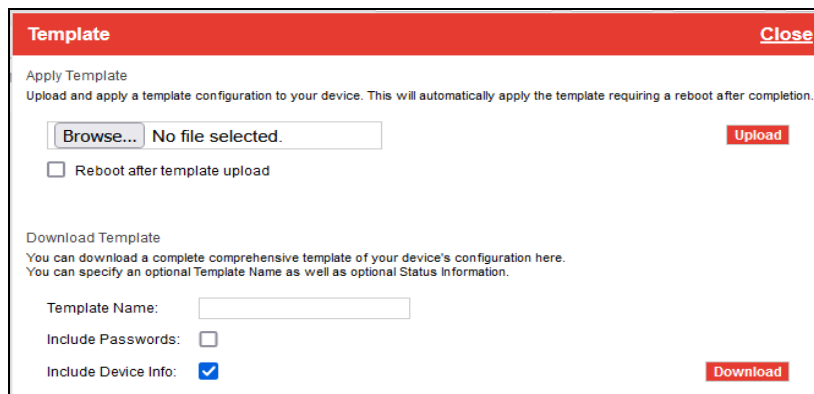 Template Close
Apply Template
Upload and apply a template configuration to your device. This will automatically apply the template requiring a reboot after completion.
Browse... No file selected. Upload
Reboot after template upload
Download Template
You can download a complete comprehensive template of your device's configuration here.
You can specify an optional Template Name as well as optional Status Information.
Template Name:
Include Passwords:
Include Device Info: Download